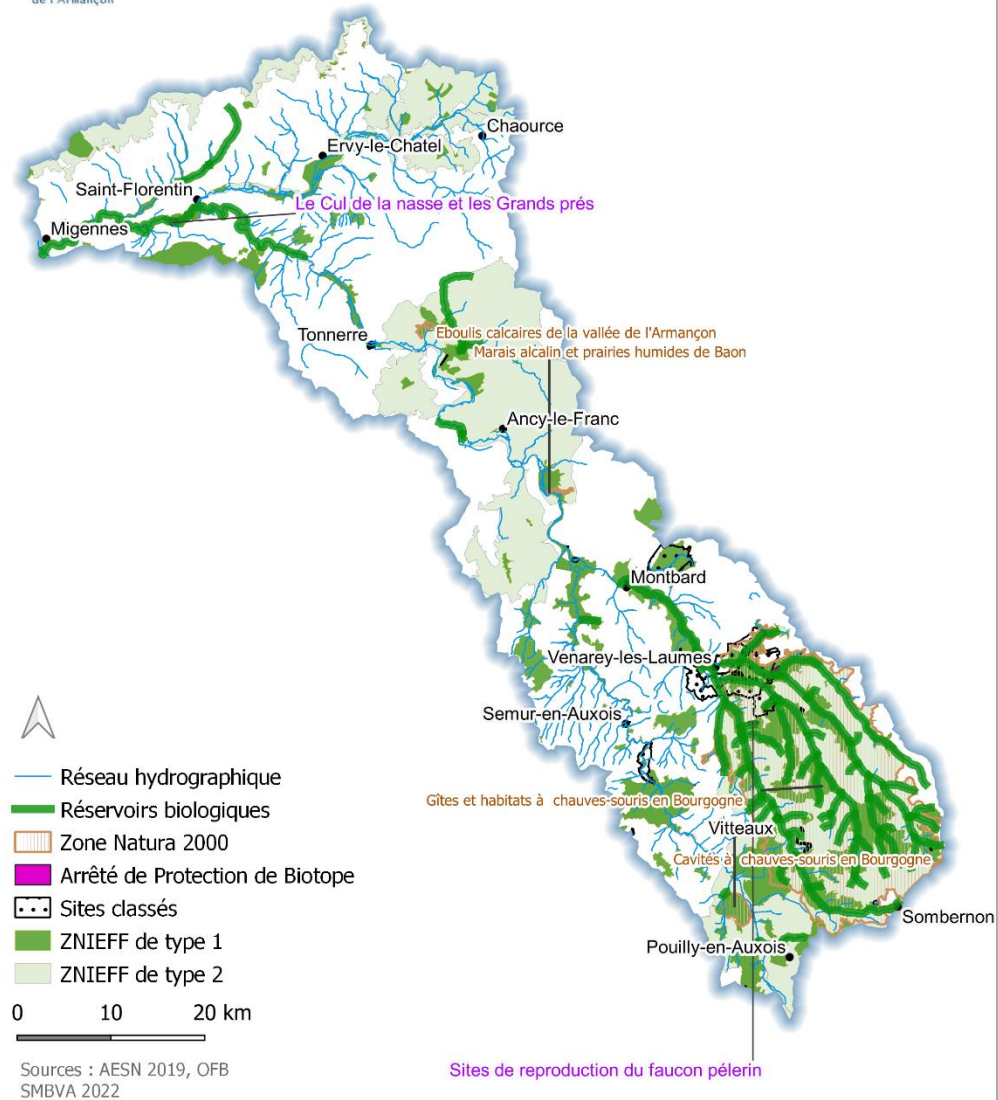 de l'Armançon
Chaource
Ervy-le-Chatel
Saint-Florentin
Le Cul de la nasse et les Grands prés
Migennes
Tonnerre
Eboulis calcaires de la vallée de l'Armançon
Marais alcalin et prairies humides de Baon
Ancy-le-Franc
Montbard
Venarey-les-Laumes
Semur-en-Auxois
Gîtes et habitats à chauves-souris en Bourgogne
Vitteaux
Cavités à chauves-souris en Bourgogne
Sombernon
Pouilly-en-Auxois
Sites de reproduction du faucon pélerin
Réseau hydrographique
Réservoirs biologiques
Zone Natura 2000
Arrêté de Protection de Biotope
Sites classés
ZNIEFF de type 1
ZNIEFF de type 2
0 10 20 km
Sources : AESN 2019, OFB
SMBVA 2022